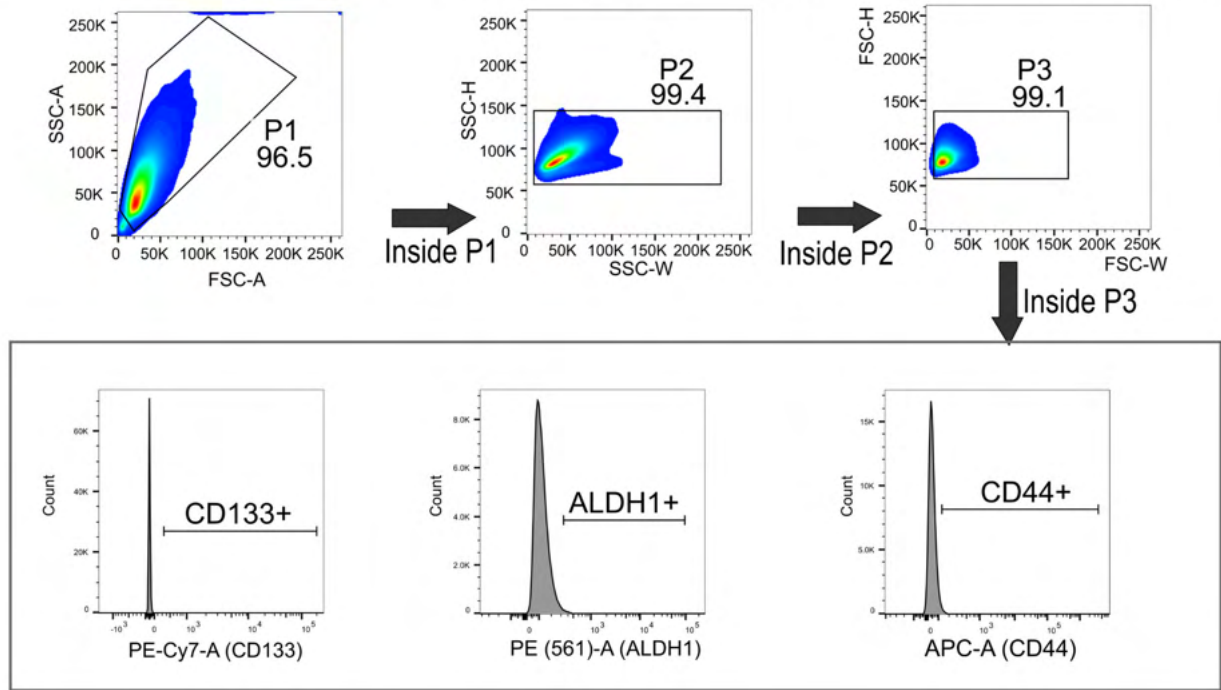 250K
200K
150K
100K
50K
0
SSC-A
P1
96.5
0 50K 100K 150K 200K 250K
FSC-A
Inside P1
250K
200K
150K
100K
50K
0
SSC-H
P2
99.4
0 50K 100K 150K 200K 250K
SSC-W
Inside P2
250K
200K
150K
100K
50K
0
FSC-H
P3
99.1
0 50K 100K 150K 200K 250K
FSC-W
Inside P3
60K
40K
20K
0
Count
CD133+
-10³ 0 10³ 10⁴ 10⁵
PE-Cy7-A (CD133)
8.0K
6.0K
4.0K
2.0K
0
Count
ALDH1+
0 10³ 10⁴ 10⁵
PE (561)-A (ALDH1)
15K
10K
5.0K
0
Count
CD44+
0 10³ 10⁴ 10⁵
APC-A (CD44)